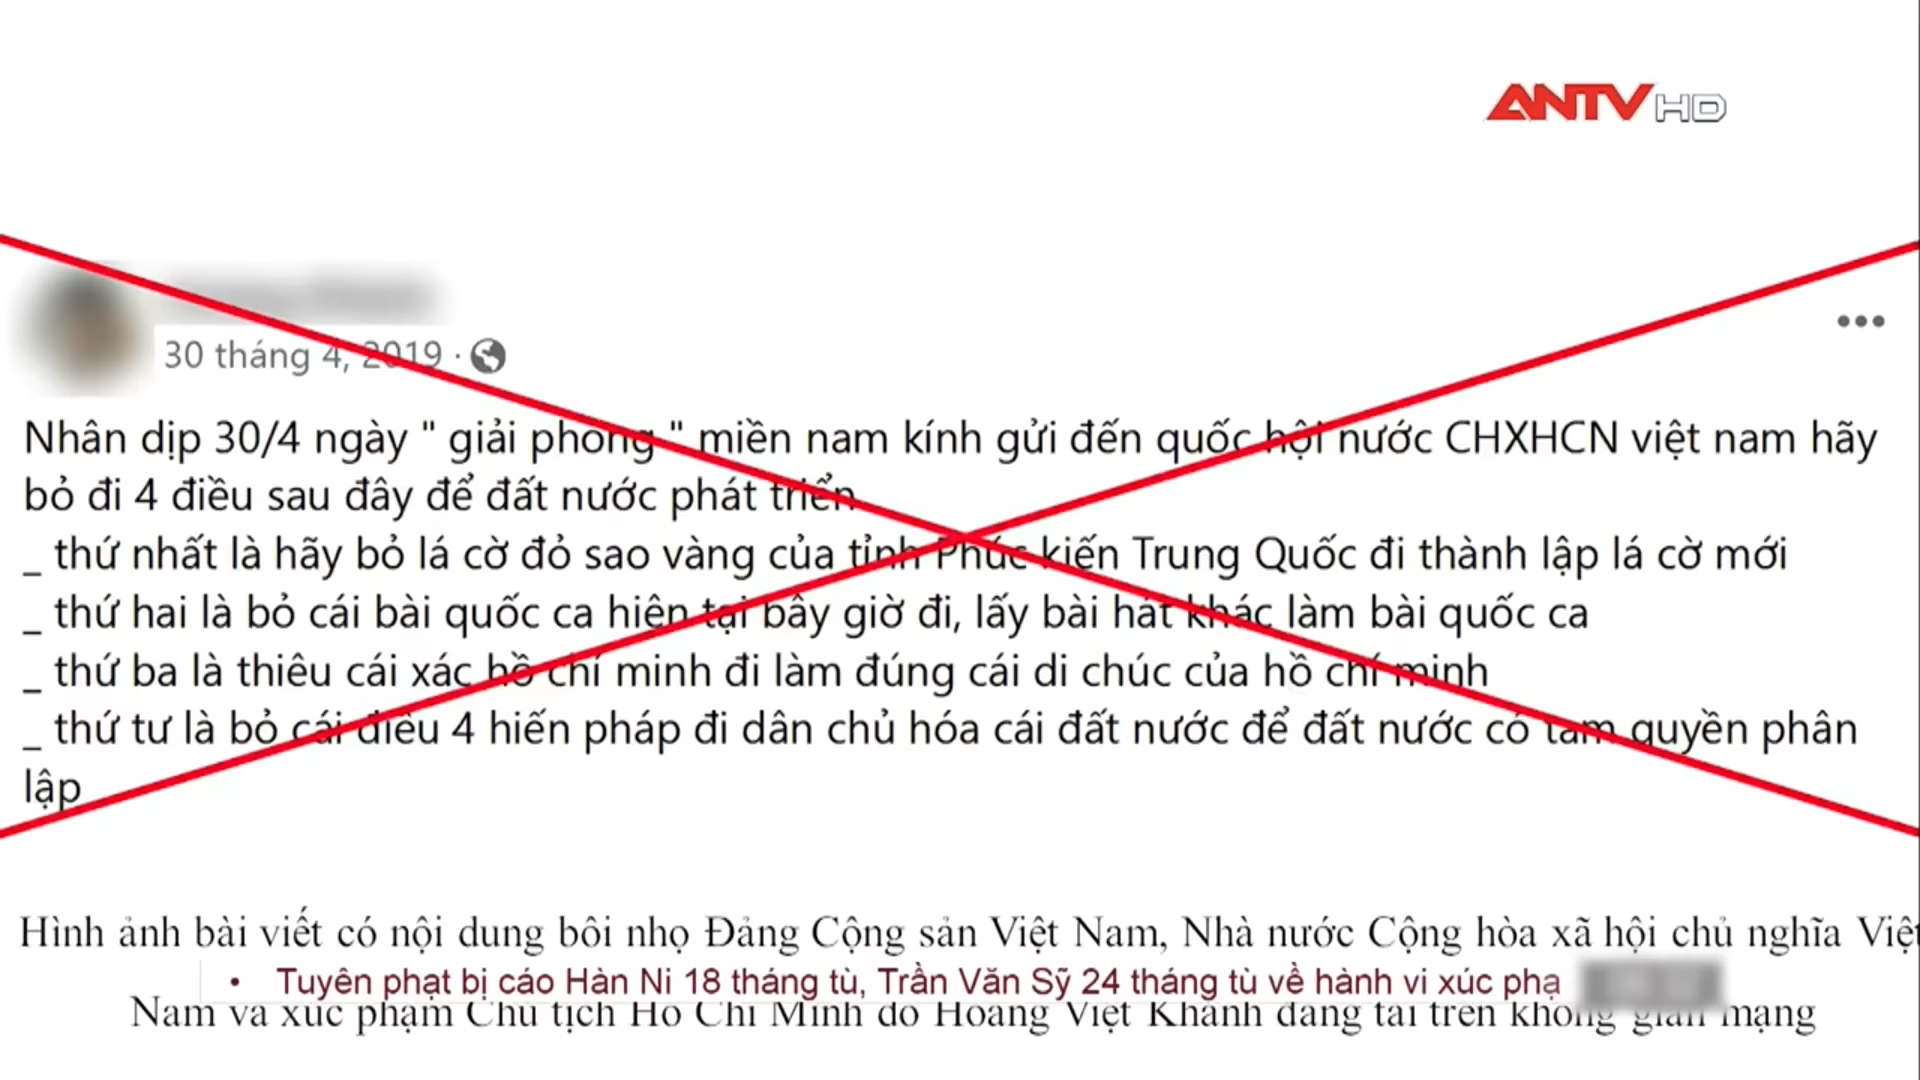 ANTV HD
30 tháng 4, 2019 ·
Nhân dịp 30/4 ngày " giải phóng " miền nam kính gửi đến quốc hội nước CHXHCN việt nam hãy
bỏ đi 4 điều sau đây để đất nước phát triển
_ thứ nhất là hãy bỏ lá cờ đỏ sao vàng của tỉnh Phúc kiến Trung Quốc đi thành lập lá cờ mới
_ thứ hai là bỏ cái bài quốc ca hiện tại bây giờ đi, lấy bài hát khác làm bài quốc ca
_ thứ ba là thiêu cái xác hồ chí minh đi làm đúng cái di chúc của hồ chí minh
_ thứ tư là bỏ cái điều 4 hiến pháp đi dân chủ hóa cái đất nước để đất nước có tam quyền phân
lập
Hình ảnh bài viết có nội dung bôi nhọ Đảng Cộng sản Việt Nam, Nhà nước Cộng hòa xã hội chủ nghĩa Việt
• Tuyên phạt bị cáo Hàn Ni 18 tháng tù, Trần Văn Sỹ 24 tháng tù về hành vi xúc phạ
Nam và xúc phạm Chủ tịch Hồ Chí Minh do Hoàng Việt Khánh đăng tải trên không gian mạng